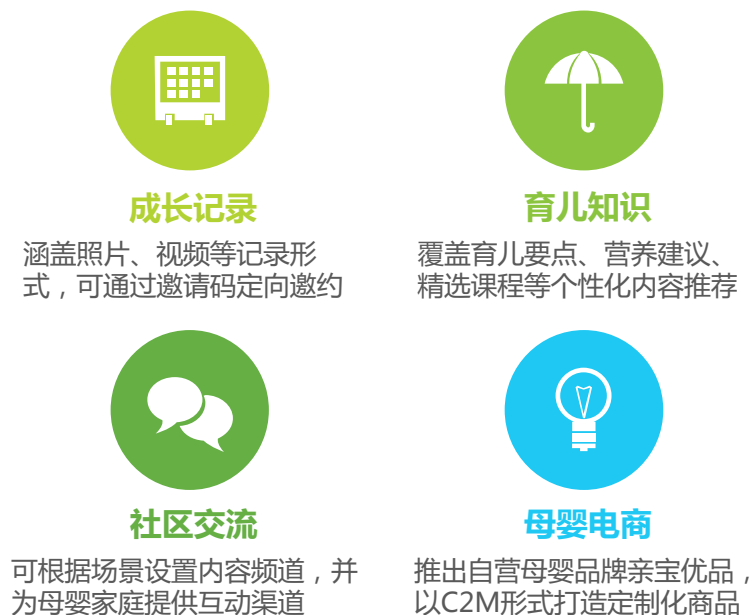 成长记录
涵盖照片、视频等记录形
式，可通过邀请码定向邀约
育儿知识
覆盖育儿要点、营养建议、
精选课程等个性化内容推荐
社区交流
可根据场景设置内容频道，并
为母婴家庭提供互动渠道
母婴电商
推出自营母婴品牌亲宝优品，
以C2M形式打造定制化商品